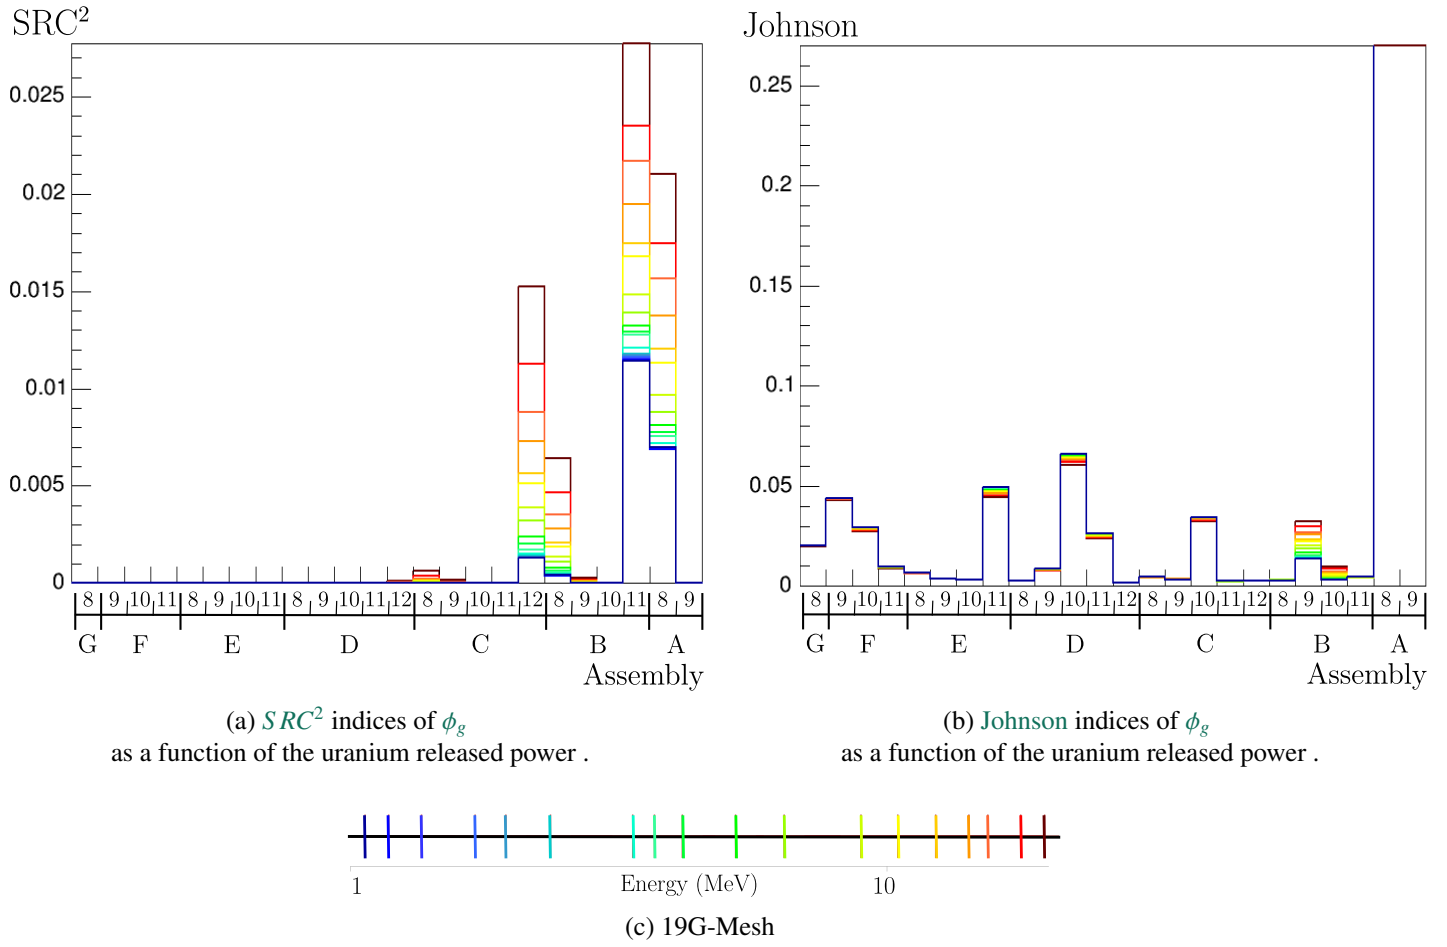 SRC²
0.025
0.02
0.015
0.01
0.005
0
8 9 10 11 8 9 10 11 8 9 10 11 12 8 9 10 11 12 8 9 10 11 8 9
G F E D C B A
Assembly
(a) SRC² indices of ϕg
as a function of the uranium released power .
Johnson
0.25
0.2
0.15
0.1
0.05
0
8 9 10 11 8 9 10 11 8 9 10 11 12 8 9 10 11 12 8 9 10 11 8 9
G F E D C B A
Assembly
(b) Johnson indices of ϕg
as a function of the uranium released power .
1 Energy (MeV) 10
(c) 19G-Mesh